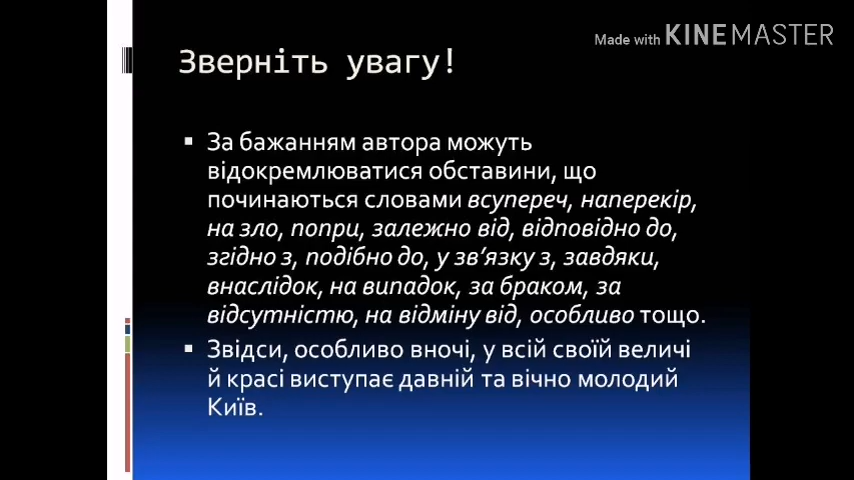 Made with KINEMASTER
Зверніть увагу!
За бажанням автора можуть
відокремлюватися обставини, що
починаються словами всупереч, наперекір,
на зло, попри, залежно від, відповідно до,
згідно з, подібно до, у зв’язку з, завдяки,
внаслідок, на випадок, за браком, за
відсутністю, на відміну від, особливо тощо.
Звідси, особливо вночі, у всій своїй величі
й красі виступає давній та вічно молодий
Київ.